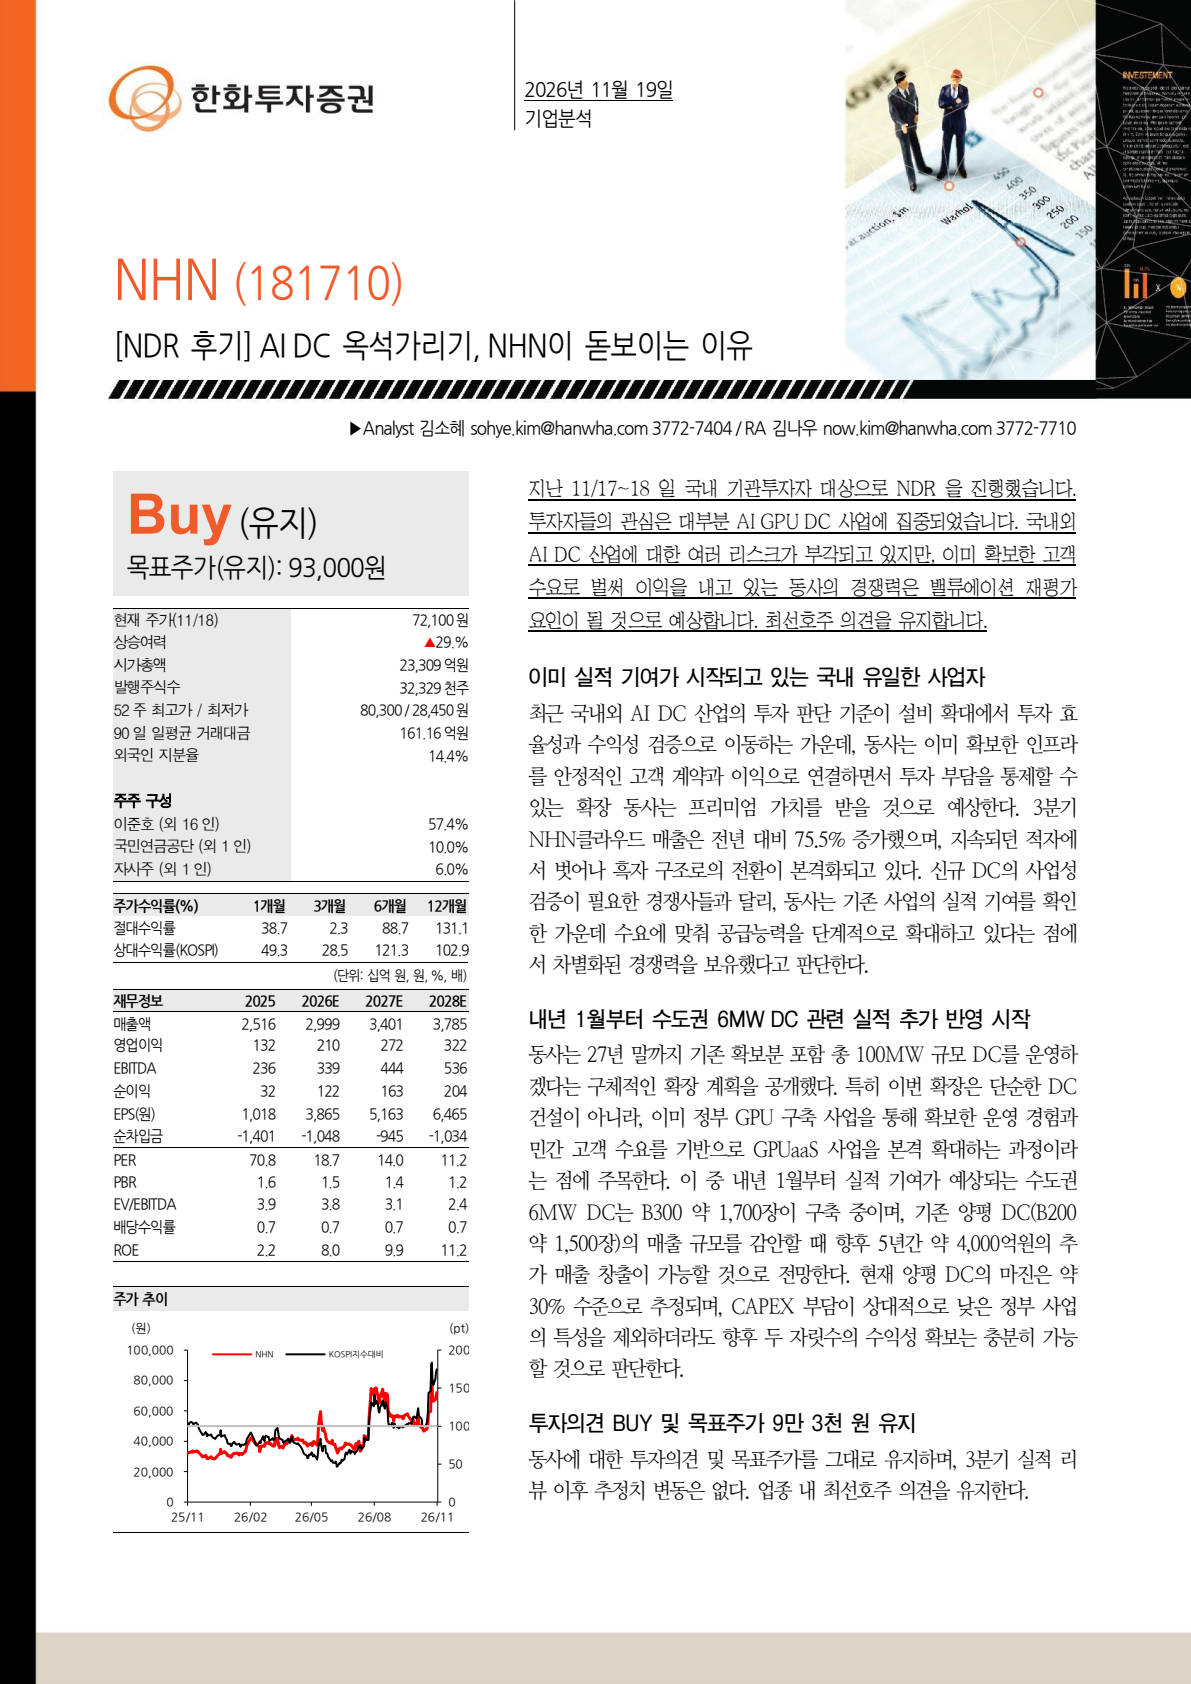 한화투자증권
2026년 11월 19일
기업분석
INVESTEMENT
NHN (181710)
[NDR 후기] AI DC 옥석가리기, NHN이 돋보이는 이유
▶Analyst 김소혜 sohye.kim@hanwha.com 3772-7404 / RA 김나우 now.kim@hanwha.com 3772-7710
Buy (유지)
목표주가(유지): 93,000원
현재 주가(11/18) 72,100 원
상승여력 ▲29.%
시가총액 23,309 억원
발행주식수 32,329 천주
52 주 최고가 / 최저가 80,300 / 28,450 원
90 일 일평균 거래대금 161.16 억원
외국인 지분율 14.4%
주주 구성
이준호 (외 16 인) 57.4%
국민연금공단 (외 1 인) 10.0%
자사주 (외 1 인) 6.0%
주가수익률(%) 1개월 3개월 6개월 12개월
절대수익률 38.7 2.3 88.7 131.1
상대수익률(KOSPI) 49.3 28.5 121.3 102.9
(단위: 십억 원, 원, %, 배)
재무정보 2025 2026E 2027E 2028E
매출액 2,516 2,999 3,401 3,785
영업이익 132 210 272 322
EBITDA 236 339 444 536
순이익 32 122 163 204
EPS(원) 1,018 3,865 5,163 6,465
순차입금 -1,401 -1,048 -945 -1,034
PER 70.8 18.7 14.0 11.2
PBR 1.6 1.5 1.4 1.2
EV/EBITDA 3.9 3.8 3.1 2.4
배당수익률 0.7 0.7 0.7 0.7
ROE 2.2 8.0 9.9 11.2
주가 추이
(원) (pt)
NHN KOSPI지수대비
100,000 200
80,000 150
60,000 100
40,000 50
20,000
0 0
25/11 26/02 26/05 26/08 26/11
지난 11/17~18 일 국내 기관투자자 대상으로 NDR 을 진행했습니다.
투자자들의 관심은 대부분 AI GPU DC 사업에 집중되었습니다. 국내외
AI DC 산업에 대한 여러 리스크가 부각되고 있지만, 이미 확보한 고객
수요로 벌써 이익을 내고 있는 동사의 경쟁력은 밸류에이션 재평가
요인이 될 것으로 예상합니다. 최선호주 의견을 유지합니다.
이미 실적 기여가 시작되고 있는 국내 유일한 사업자
최근 국내외 AI DC 산업의 투자 판단 기준이 설비 확대에서 투자 효
율성과 수익성 검증으로 이동하는 가운데, 동사는 이미 확보한 인프라
를 안정적인 고객 계약과 이익으로 연결하면서 투자 부담을 통제할 수
있는 확장 동사는 프리미엄 가치를 받을 것으로 예상한다. 3분기
NHN클라우드 매출은 전년 대비 75.5% 증가했으며, 지속되던 적자에
서 벗어나 흑자 구조로의 전환이 본격화되고 있다. 신규 DC의 사업성
검증이 필요한 경쟁사들과 달리, 동사는 기존 사업의 실적 기여를 확인
한 가운데 수요에 맞춰 공급능력을 단계적으로 확대하고 있다는 점에
서 차별화된 경쟁력을 보유했다고 판단한다.
내년 1월부터 수도권 6MW DC 관련 실적 추가 반영 시작
동사는 27년 말까지 기존 확보분 포함 총 100MW 규모 DC를 운영하
겠다는 구체적인 확장 계획을 공개했다. 특히 이번 확장은 단순한 DC
건설이 아니라, 이미 정부 GPU 구축 사업을 통해 확보한 운영 경험과
민간 고객 수요를 기반으로 GPUaaS 사업을 본격 확대하는 과정이라
는 점에 주목한다. 이 중 내년 1월부터 실적 기여가 예상되는 수도권
6MW DC는 B300 약 1,700장이 구축 중이며, 기존 양평 DC(B200
약 1,500장)의 매출 규모를 감안할 때 향후 5년간 약 4,000억원의 추
가 매출 창출이 가능할 것으로 전망한다. 현재 양평 DC의 마진은 약
30% 수준으로 추정되며, CAPEX 부담이 상대적으로 낮은 정부 사업
의 특성을 제외하더라도 향후 두 자릿수의 수익성 확보는 충분히 가능
할 것으로 판단한다.
투자의견 BUY 및 목표주가 9만 3천 원 유지
동사에 대한 투자의견 및 목표주가를 그대로 유지하며, 3분기 실적 리
뷰 이후 추정치 변동은 없다. 업종 내 최선호주 의견을 유지한다.